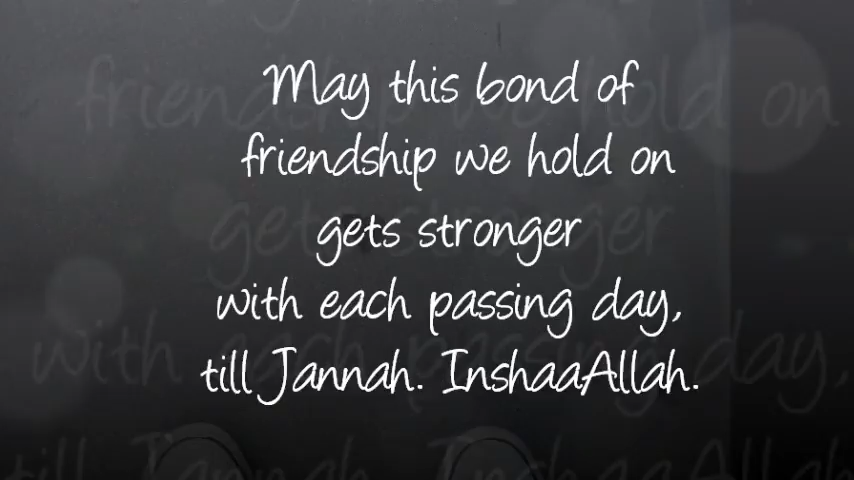 May this bond of
friendship we hold on
gets stronger
with each passing day,
till Jannah. InshaaAllah.